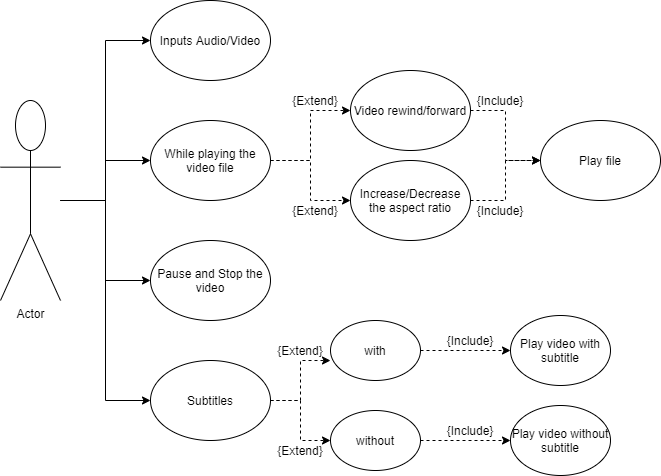 Inputs Audio/Video
{Extend}
Video rewind/forward
{Include}
While playing the
video file
Play file
{Extend}
Increase/Decrease
the aspect ratio
{Include}
Pause and Stop the
video
Actor
{Extend}
with
{Include}
Play video with
subtitle
Subtitles
{Extend}
without
{Include}
Play video without
subtitle